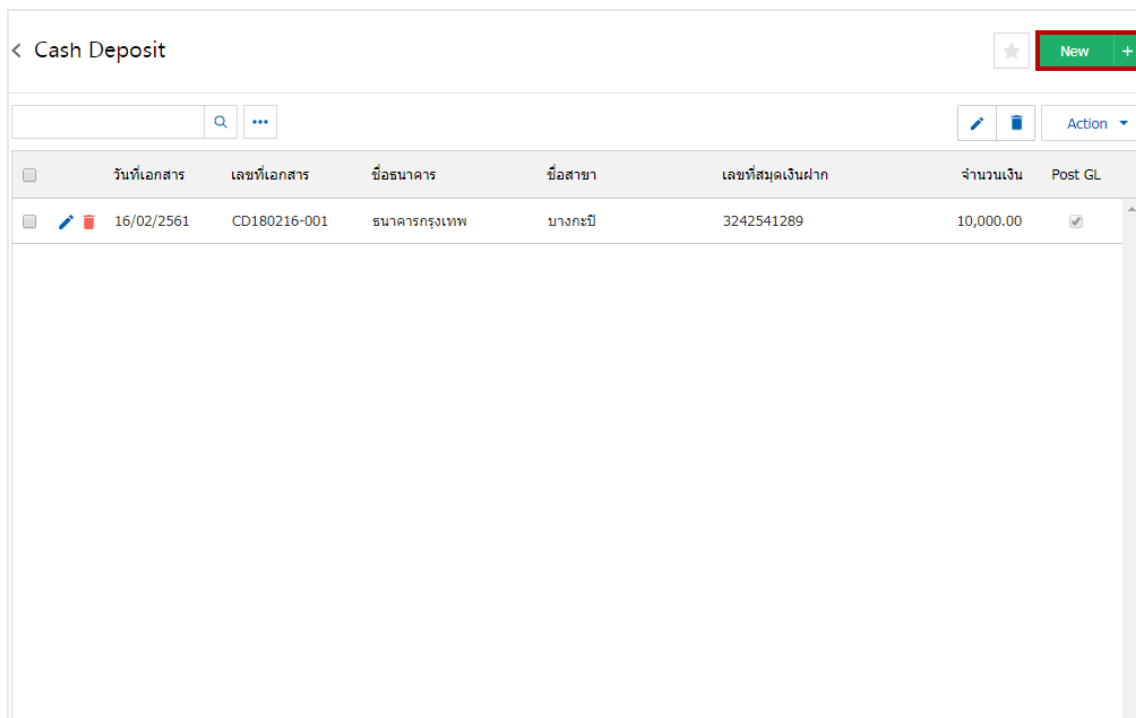 Cash Deposit
New +
Action
วันที่เอกสาร เลขที่เอกสาร ชื่อธนาคาร ชื่อสาขา เลขที่สมุดเงินฝาก จำนวนเงิน Post GL
16/02/2561 CD180216-001 ธนาคารกรุงเทพ บางกะปิ 3242541289 10,000.00